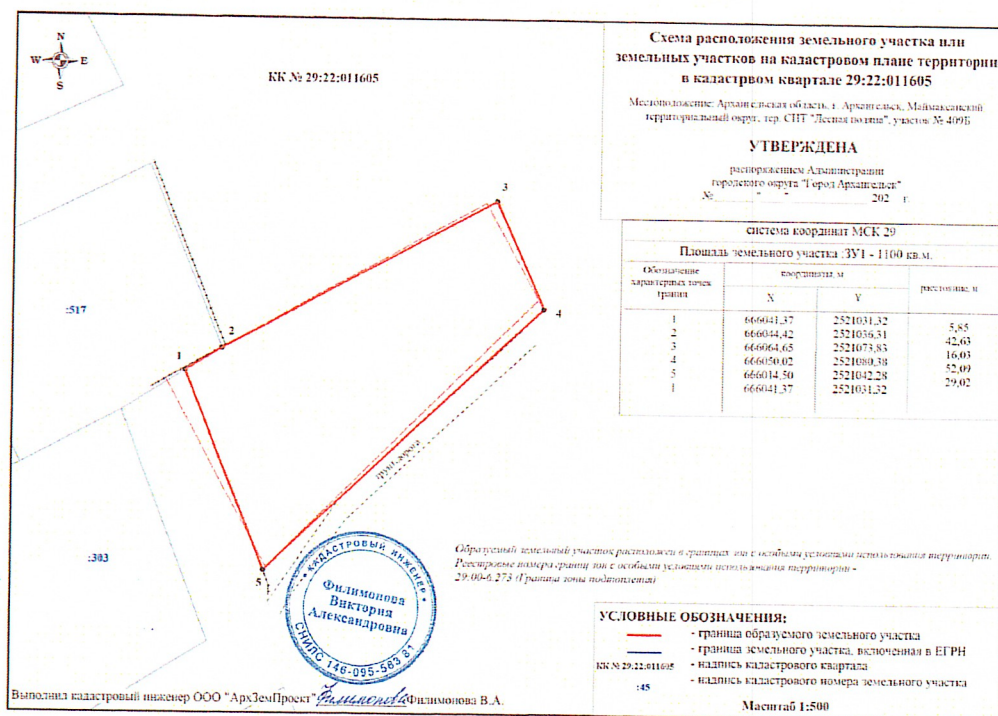 N
W E
S
КК № 29:22:011605
Схема расположения земельного участка или
земельных участков на кадастровом плане территории
в кадастрвом квартале 29:22:011605
Местоположение: Архангельская область, г. Архангельск, Маймаксанский
территориальный округ, тер. СНТ "Лесная поляна", участок № 409Б
УТВЕРЖДЕНА
распоряжением Администрации
городского округа "Город Архангельск"
№ ______ "___" ____________ 202 г.
система координат МСК 29
Площадь земельного участка :ЗУ1 - 1100 кв.м.
Обозначение характерных точек границ
координаты, м
расстояние, м
X Y
1 666041,37 2521031,32
5,85
2 666044,42 2521036,31
42,63
3 666064,65 2521073,83
16,03
4 666050,02 2521080,38
52,09
5 666014,50 2521042,28
29,02
1 666041,37 2521031,32
:517
1
2
3
4
5
грунт. дорога
:303
Образуемый земельный участок расположен в границах зон с особыми условиями использования территории.
Реестровые номера границ зон с особыми условиями использования территории -
29:00-6.273 (Граница зоны подтопления)
КАДАСТРОВЫЙ ИНЖЕНЕР
Филимонова
Виктория
Александровна
СНИЛС 146-095-563 81
УСЛОВНЫЕ ОБОЗНАЧЕНИЯ:
- граница образуемого земельного участка
- граница земельного участка, включенная в ЕГРН
КК № 29:22:011605 - надпись кадастрового квартала
:45 - надпись кадастрового номера земельного участка
Масштаб 1:500
Выполнил кадастровый инженер ООО "АрхЗемПроект" Филимонова Филимонова В.А.